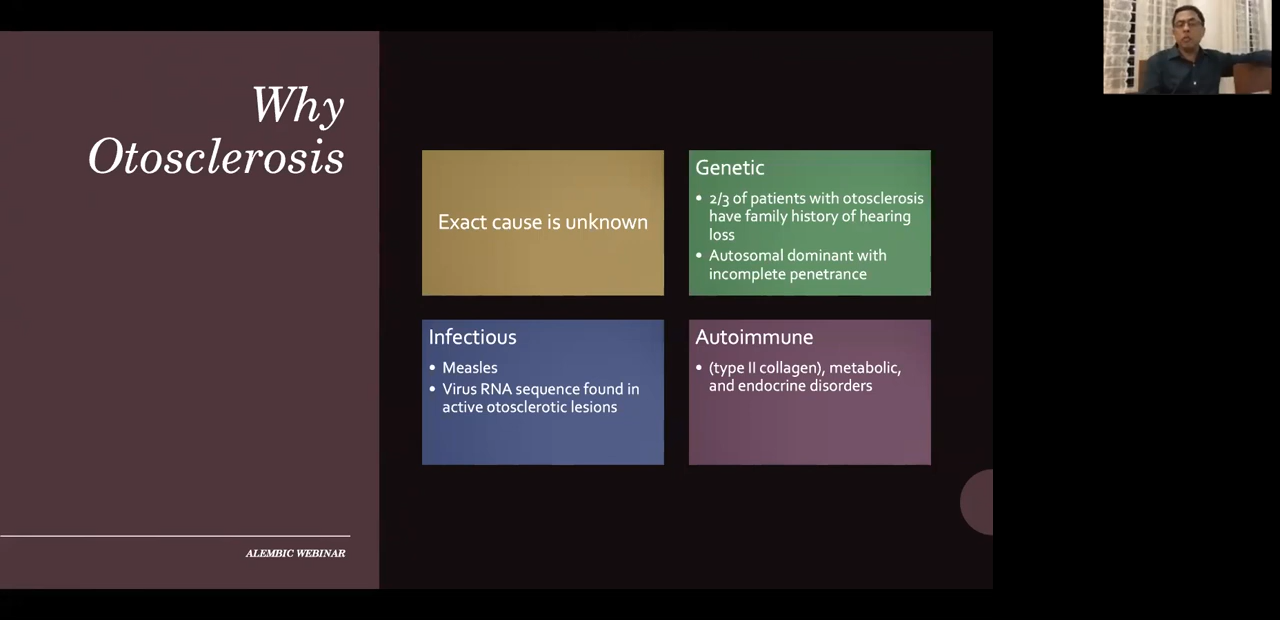 Why
Otosclerosis
Exact cause is unknown
Genetic
• 2/3 of patients with otosclerosis
have family history of hearing
loss
• Autosomal dominant with
incomplete penetrance
Infectious
• Measles
• Virus RNA sequence found in
active otosclerotic lesions
Autoimmune
• (type II collagen), metabolic,
and endocrine disorders
ALEMBIC WEBINAR